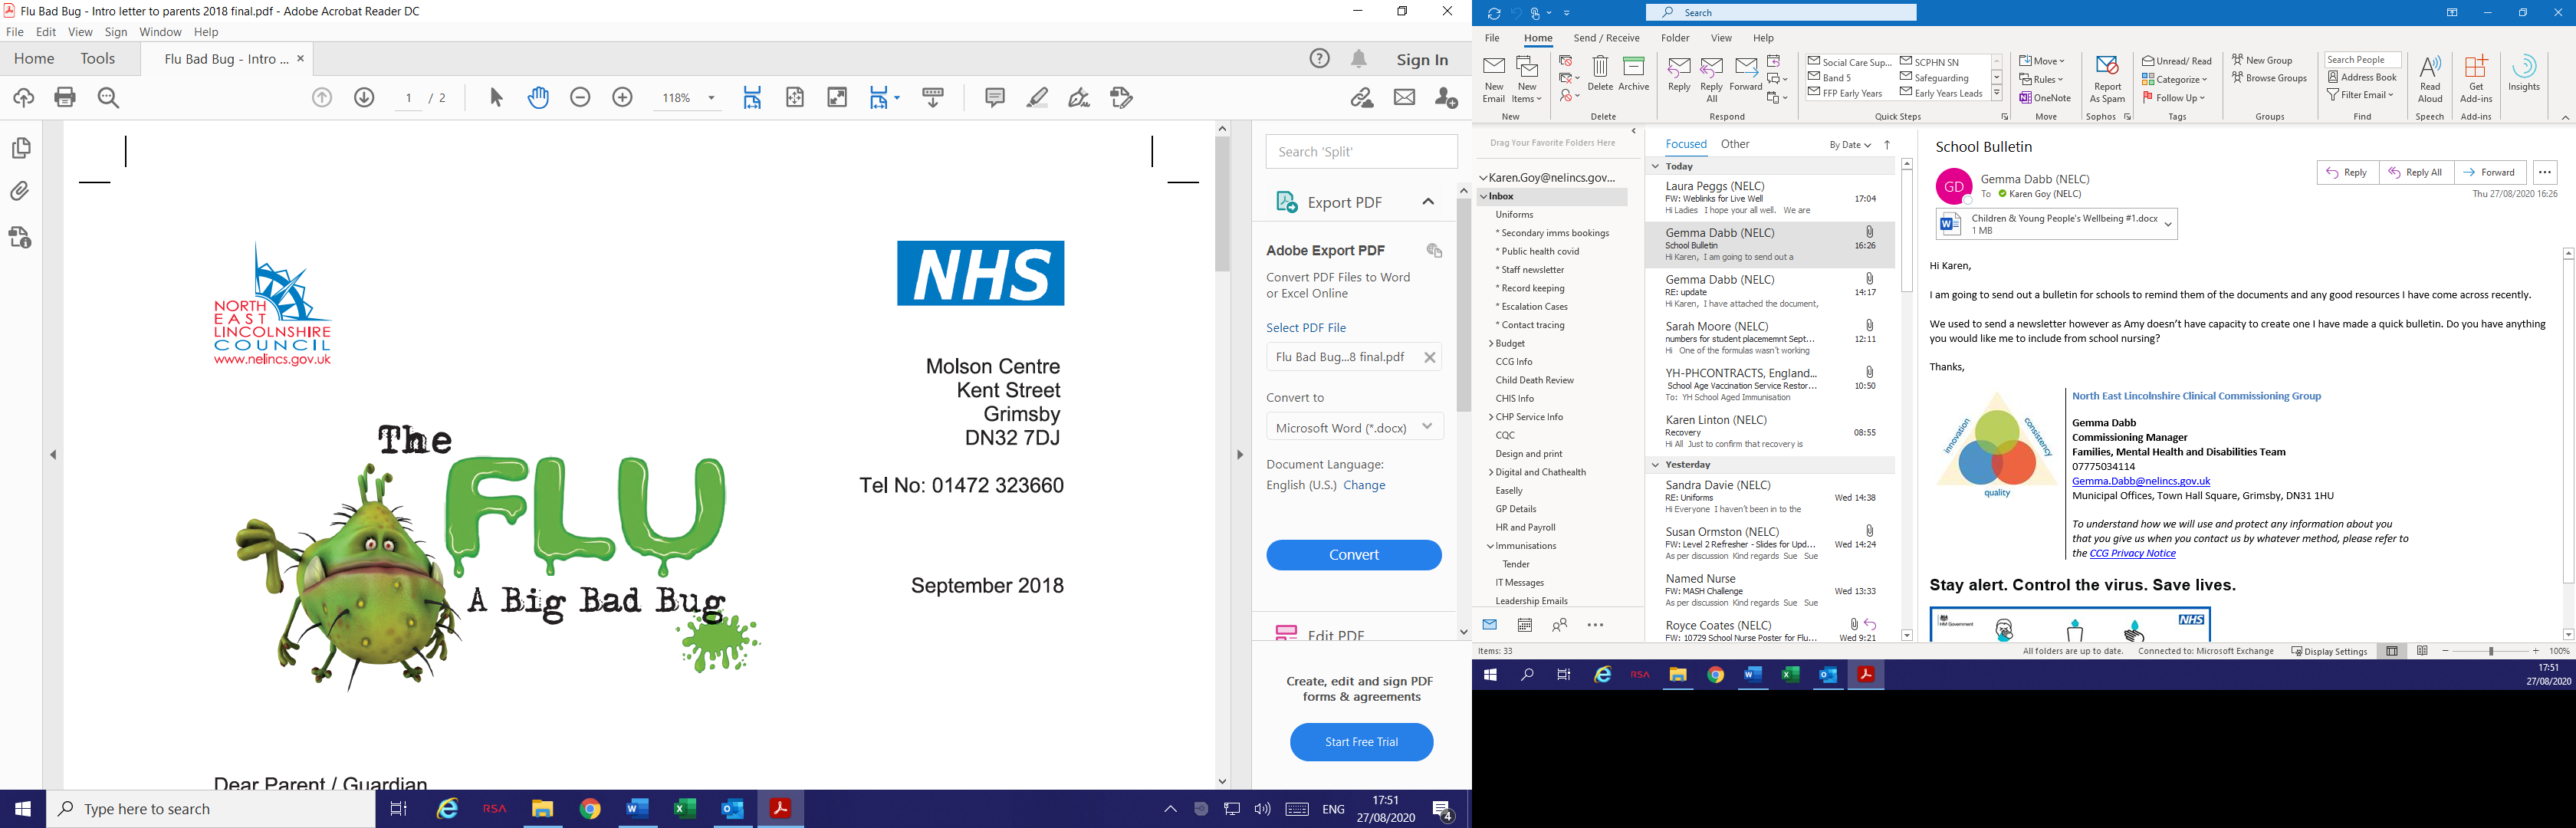 Flu Bad Bug - Intro letter to parents 2018 final.pdf - Adobe Acrobat Reader DC
File Edit View Sign Window Help
Home Tools Flu Bad Bug - Intro ... × Sign In
1 / 2 118%
Search 'Split'
Export PDF
Adobe Export PDF
Convert PDF Files to Word
or Excel Online
Select PDF File
Flu Bad Bug...8 final.pdf
Convert to
Microsoft Word (*.docx)
Document Language:
English (U.S.) Change
Convert
Edit PDF
Create, edit and sign PDF
forms & agreements
Start Free Trial
NORTH
EAST
LINCOLNSHIRE
COUNCIL
www.nelincs.gov.uk
NHS
Molson Centre
Kent Street
Grimsby
DN32 7DJ
Tel No: 01472 323660
September 2018
The
FLU
A Big Bad Bug
Dear Parent / Guardian
Type here to search
RSA
ENG
17:51
27/08/2020
4
Search
File Home Send / Receive Folder View Help
New Email
New Items
New
Delete
Archive
Delete
Reply
Reply All
Forward
Respond
Social Care Sup...
Band 5
FFP Early Years
SCPHN SN
Safeguarding
Early Years Leads
Quick Steps
Move
Rules
OneNote
Move
Report As Spam
Sophos
Unread/ Read
Categorize
Follow Up
Tags
New Group
Browse Groups
Groups
Search People
Address Book
Filter Email
Find
Read Aloud
Speech
Get Add-ins
Add-ins
Insights
Drag Your Favorite Folders Here
Karen.Goy@nelincs.gov...
Inbox
Uniforms
* Secondary imms bookings
* Public health covid
* Staff newsletter
* Record keeping
* Escalation Cases
* Contact tracing
Budget
CCG Info
Child Death Review
CHIS Info
CHP Service Info
CQC
Design and print
Digital and Chathealth
Easelly
GP Details
HR and Payroll
Immunisations
Tender
IT Messages
Leadership Emails
Focused Other By Date
Today
Laura Peggs (NELC)
FW: Weblinks for Live Well 17:04
Hi Ladies I hope your all well. We are
Gemma Dabb (NELC)
School Bulletin 16:26
Hi Karen, I am going to send out a
Gemma Dabb (NELC)
RE: update 14:17
Hi Karen, I have attached the document,
Sarah Moore (NELC)
numbers for student placememnt Sept... 12:11
Hi One of the formulas wasn't working
YH-PHCONTRACTS, England...
School Age Vaccination Service Restor... 10:50
To: YH School Aged Immunisation
Karen Linton (NELC)
Recovery 08:55
Hi All Just to confirm that recovery is
Yesterday
Sandra Davie (NELC)
RE: Uniforms Wed 14:38
Hi Everyone I haven't been in to the
Susan Ormston (NELC)
FW: Level 2 Refresher - Slides for Upd... Wed 14:24
As per discussion Kind regards Sue Sue
Named Nurse
FW: MASH Challenge Wed 13:33
As per discussion Kind regards Sue Sue
Royce Coates (NELC)
FW: 10729 School Nurse Poster for Flu... Wed 9:21
School Bulletin
GD
Gemma Dabb (NELC)
To Karen Goy (NELC)
Reply Reply All Forward
Thu 27/08/2020 16:26
Children & Young People's Wellbeing #1.docx
1 MB
Hi Karen,
I am going to send out a bulletin for schools to remind them of the documents and any good resources I have come across recently.
We used to send a newsletter however as Amy doesn't have capacity to create one I have made a quick bulletin. Do you have anything
you would like me to include from school nursing?
Thanks,
innovation
consistency
quality
North East Lincolnshire Clinical Commissioning Group
Gemma Dabb
Commissioning Manager
Families, Mental Health and Disabilities Team
07775034114
Gemma.Dabb@nelincs.gov.uk
Municipal Offices, Town Hall Square, Grimsby, DN31 1HU
To understand how we will use and protect any information about you
that you give us when you contact us by whatever method, please refer to
the CCG Privacy Notice
Stay alert. Control the virus. Save lives.
HM Government
NHS
Items: 33
All folders are up to date. Connected to: Microsoft Exchange Display Settings 100%
RSA
17:51
27/08/2020